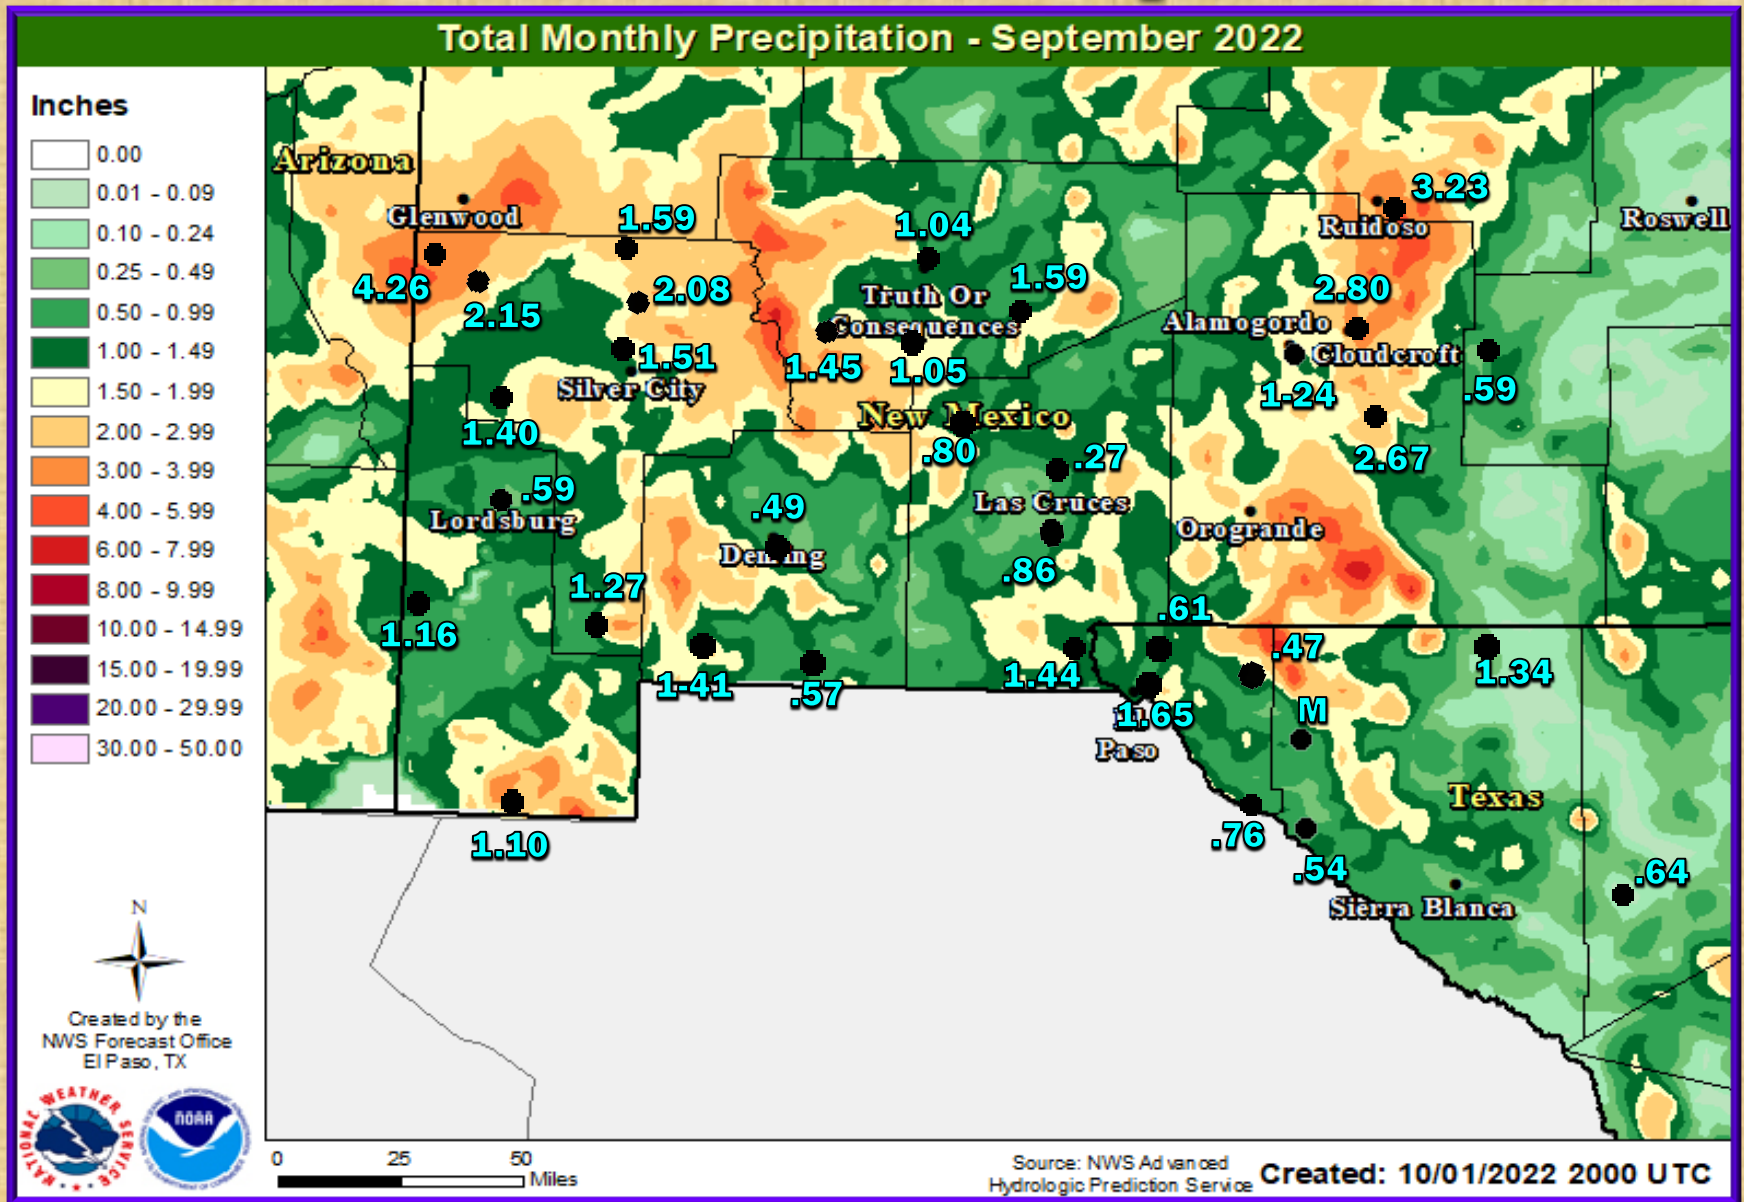 Total Monthly Precipitation - September 2022
Inches
0.00
0.01 - 0.09
0.10 - 0.24
0.25 - 0.49
0.50 - 0.99
1.00 - 1.49
1.50 - 1.99
2.00 - 2.99
3.00 - 3.99
4.00 - 5.99
6.00 - 7.99
8.00 - 9.99
10.00 - 14.99
15.00 - 19.99
20.00 - 29.99
30.00 - 50.00
Arizona
Glenwood
1.59
1.04
3.23
Ruidoso
Roswell
4.26
2.15
2.08
Truth Or
Consequences
1.59
2.80
Alamogordo
Cloudcroft
1.51
Silver City
1.45
1.05
1-24
.59
1.40
New Mexico
.80
.27
2.67
.59
Lordsburg
.49
Deming
Las Cruces
.86
Orogrande
1.27
1.16
.61
.47
1-41
.57
1.44
1.34
1.65
El
Paso
M
Texas
1.10
.76
.54
.64
Sierra Blanca
N
Created by the
NWS Forecast Office
El Paso, TX
NATIONAL WEATHER SERVICE
NOAA
0 25 50
Miles
Source: NWS Advanced
Hydrologic Prediction Service
Created: 10/01/2022 2000 UTC